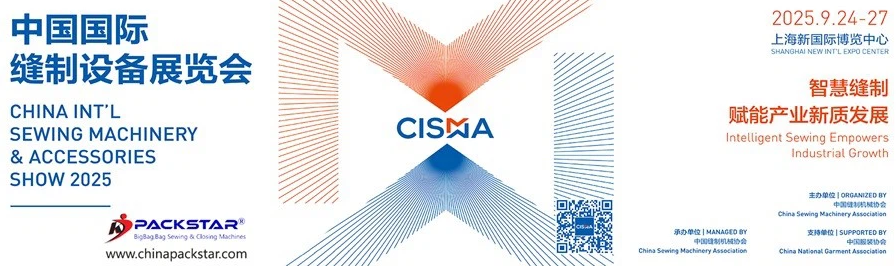 中国国际
缝制设备展览会
CHINA INT'L
SEWING MACHINERY
& ACCESSORIES
SHOW 2025
PACKSTAR®
BigBag,Bag Sewing & Closing Machines
www.chinapackstar.com
CISMA
CISMA
2025.9.24-27
上海新国际博览中心
SHANGHAI NEW INT'L EXPO CENTER
智慧缝制
赋能产业新质发展
Intelligent Sewing Empowers
Industrial Growth
主办单位 | ORGANIZED BY
中国缝制机械协会
China Sewing Machinery Association
承办单位 | MANAGED BY
中国缝制机械协会
China Sewing Machinery Association
支持单位 | SUPPORTED BY
中国服装协会
China National Garment Association